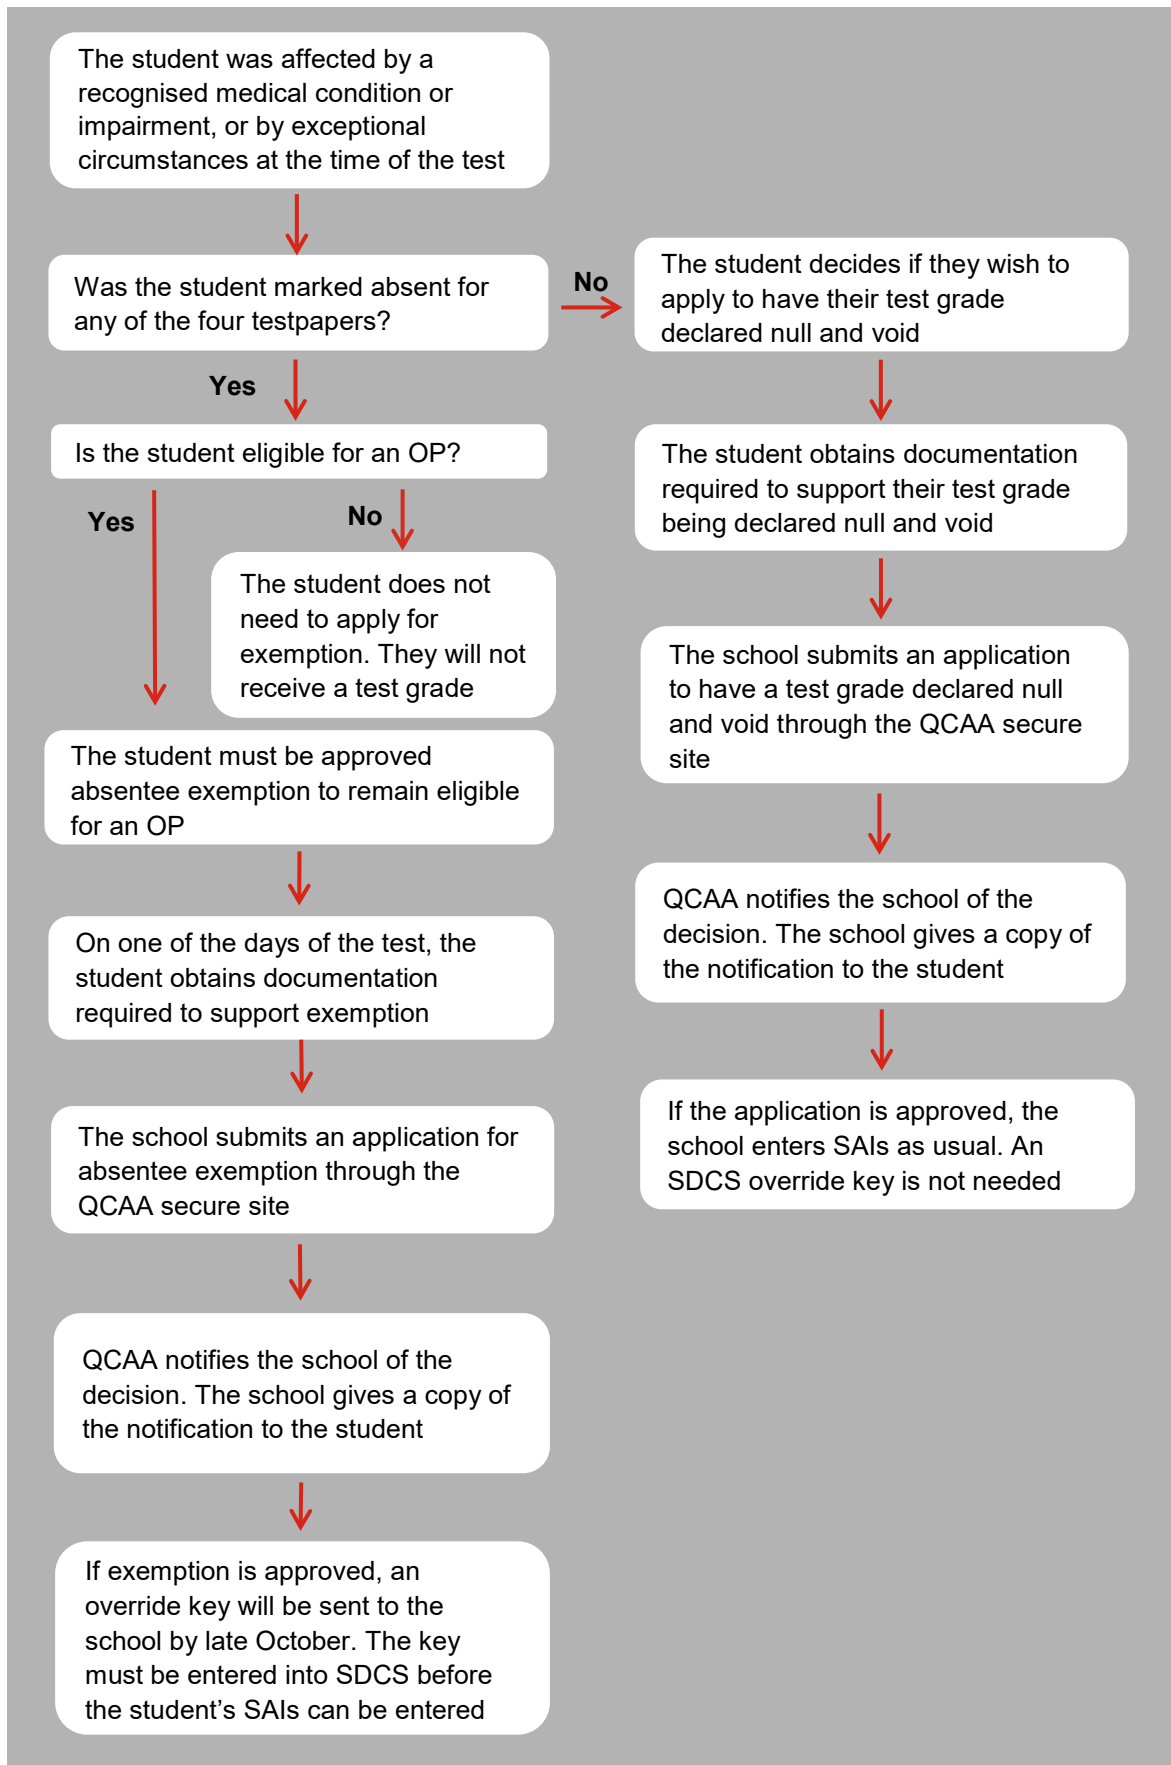 The student was affected by a
recognised medical condition or
impairment, or by exceptional
circumstances at the time of the test
Was the student marked absent for
any of the four testpapers?
No
The student decides if they wish to
apply to have their test grade
declared null and void
Yes
Is the student eligible for an OP?
The student obtains documentation
required to support their test grade
being declared null and void
Yes
No
The student does not
need to apply for
exemption. They will not
receive a test grade
The school submits an application
to have a test grade declared null
and void through the QCAA secure
site
The student must be approved
absentee exemption to remain eligible
for an OP
QCAA notifies the school of the
decision. The school gives a copy of
the notification to the student
On one of the days of the test, the
student obtains documentation
required to support exemption
If the application is approved, the
school enters SAIs as usual. An
SDCS override key is not needed
The school submits an application for
absentee exemption through the
QCAA secure site
QCAA notifies the school of the
decision. The school gives a copy of
the notification to the student
If exemption is approved, an
override key will be sent to the
school by late October. The key
must be entered into SDCS before
the student’s SAIs can be entered